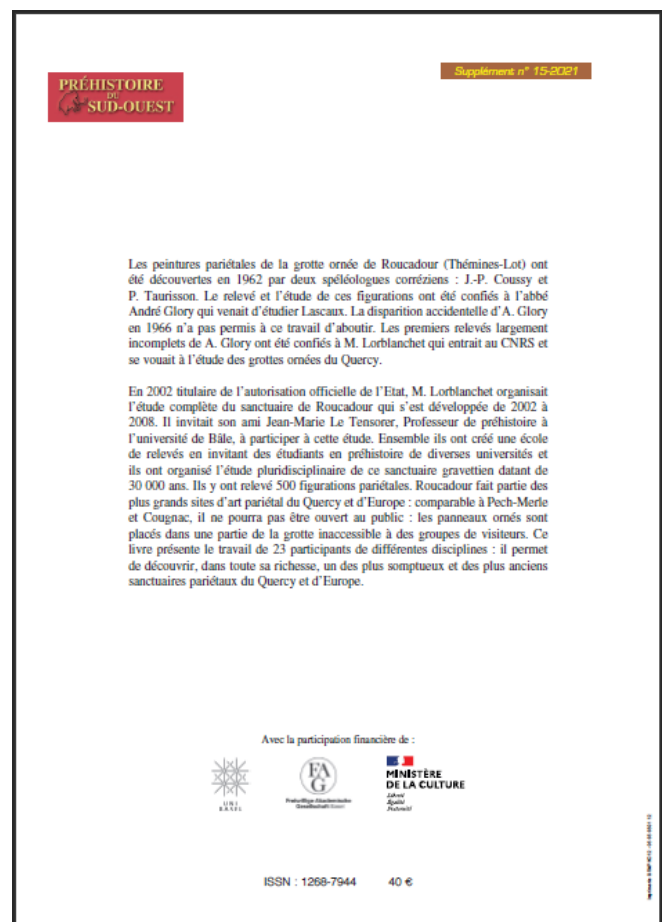 Supplément n° 15-2021
PRÉHISTOIRE
DU
SUD-OUEST
Les peintures pariétales de la grotte ornée de Roucadour (Thémines-Lot) ont
été découvertes en 1962 par deux spéléologues corréziens : J.-P. Coussy et
P. Taurisson. Le relevé et l'étude de ces figurations ont été confiés à l'abbé
André Glory qui venait d'étudier Lascaux. La disparition accidentelle d'A. Glory
en 1966 n'a pas permis à ce travail d'aboutir. Les premiers relevés largement
incomplets de A. Glory ont été confiés à M. Lorblanchet qui entrait au CNRS et
se vouait à l'étude des grottes ornées du Quercy.
En 2002 titulaire de l'autorisation officielle de l'Etat, M. Lorblanchet organisait
l'étude complète du sanctuaire de Roucadour qui s'est développée de 2002 à
2008. Il invitait son ami Jean-Marie Le Tensorer, Professeur de préhistoire à
l'université de Bâle, à participer à cette étude. Ensemble ils ont créé une école
de relevés en invitant des étudiants en préhistoire de diverses universités et
ils ont organisé l'étude pluridisciplinaire de ce sanctuaire gravettien datant de
30 000 ans. Ils y ont relevé 500 figurations pariétales. Roucadour fait partie des
plus grands sites d'art pariétal du Quercy et d'Europe : comparable à Pech-Merle
et Cougnac, il ne pourra pas être ouvert au public : les panneaux ornés sont
placés dans une partie de la grotte inaccessible à des groupes de visiteurs. Ce
livre présente le travail de 23 participants de différentes disciplines : il permet
de découvrir, dans toute sa richesse, un des plus somptueux et des plus anciens
sanctuaires pariétaux du Quercy et d'Europe.
Avec la participation financière de :
UNI
BASEL
FAG
Freiwillige Akademische
Gesellschaft Basel
MINISTÈRE
DE LA CULTURE
Liberté
Égalité
Fraternité
ISSN : 1268-7944 40 €